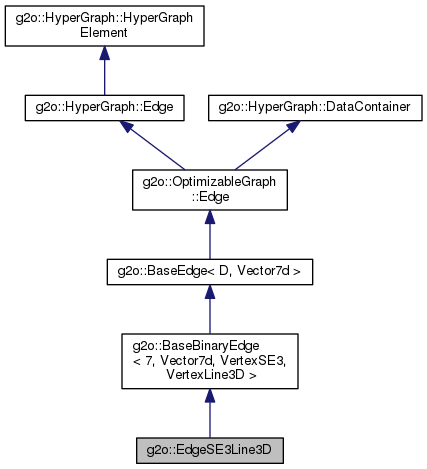 g2o::HyperGraph::HyperGraph
Element
g2o::HyperGraph::Edge
g2o::HyperGraph::DataContainer
g2o::OptimizableGraph
::Edge
g2o::BaseEdge< D, Vector7d >
g2o::BaseBinaryEdge
< 7, Vector7d, VertexSE3,
VertexLine3D >
g2o::EdgeSE3Line3D